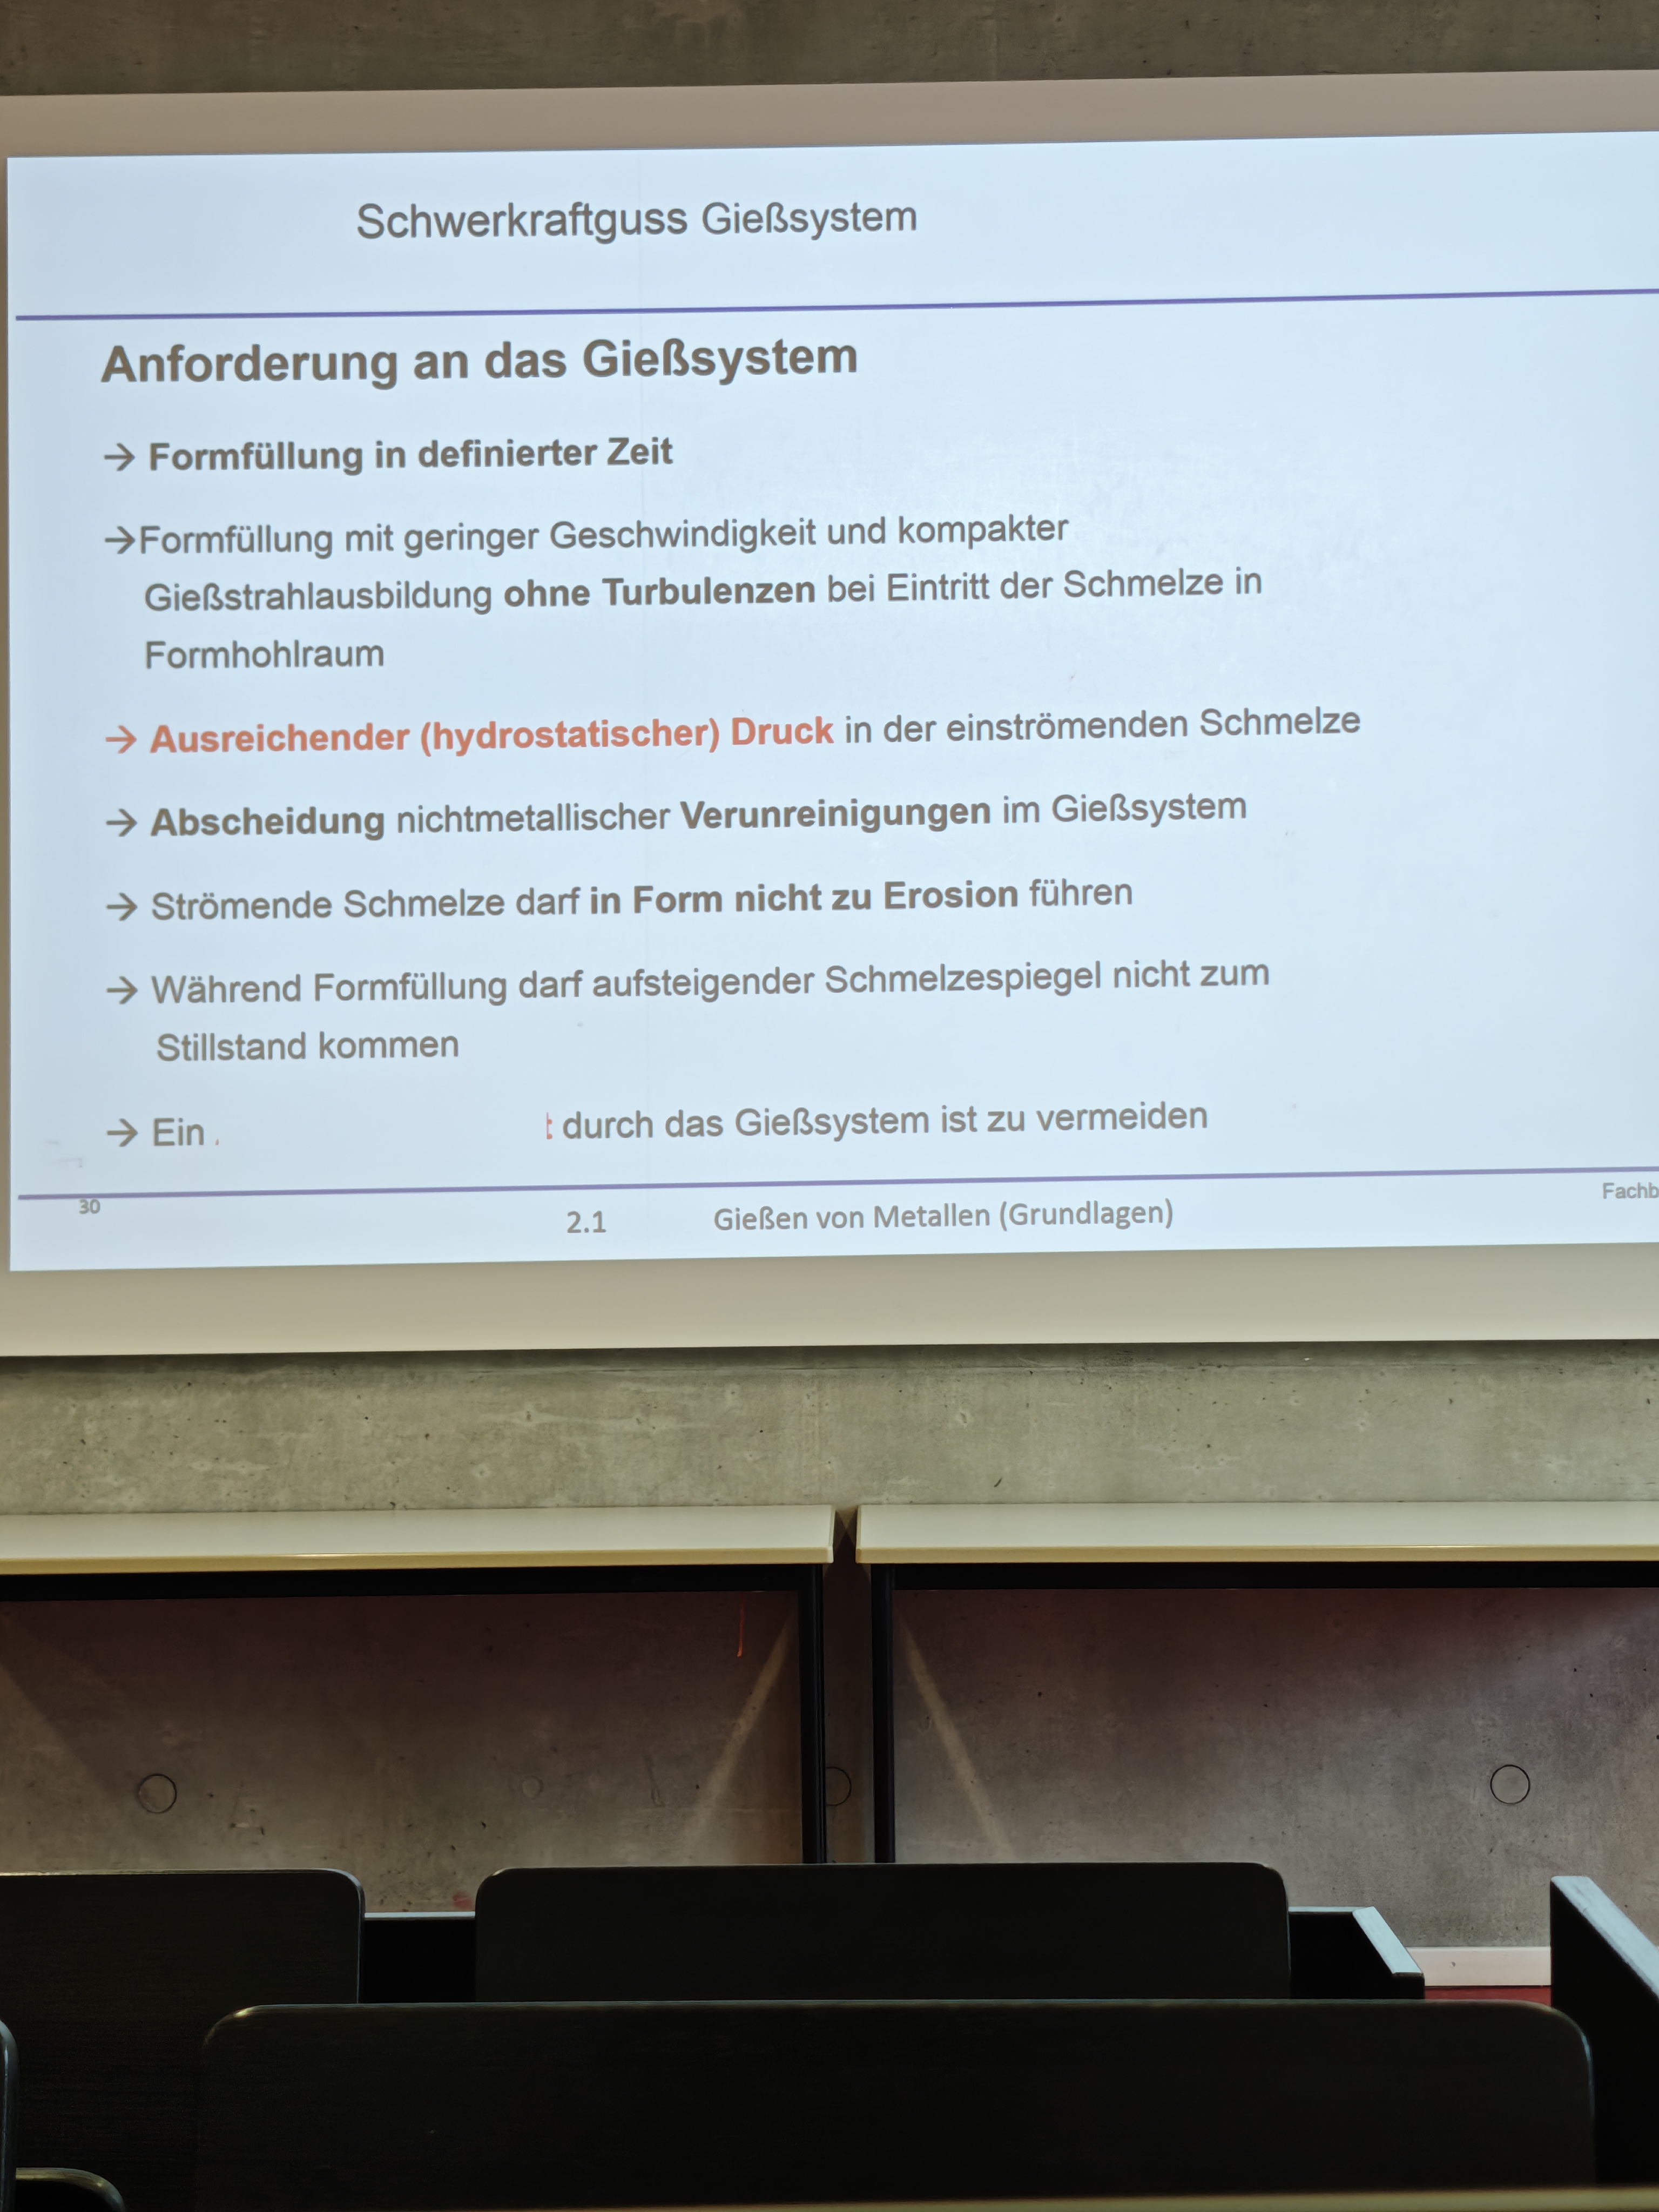 Schwerkraftguss Gießsystem
Anforderung an das Gießsystem
→ Formfüllung in definierter Zeit
→Formfüllung mit geringer Geschwindigkeit und kompakter
Gießstrahlausbildung ohne Turbulenzen bei Eintritt der Schmelze in
Formhohlraum
→ Ausreichender (hydrostatischer) Druck in der einströmenden Schmelze
→ Abscheidung nichtmetallischer Verunreinigungen im Gießsystem
→ Strömende Schmelze darf in Form nicht zu Erosion führen
→ Während Formfüllung darf aufsteigender Schmelzespiegel nicht zum
Stillstand kommen
→ Ein durch das Gießsystem ist zu vermeiden
30 2.1 Gießen von Metallen (Grundlagen) Fachb